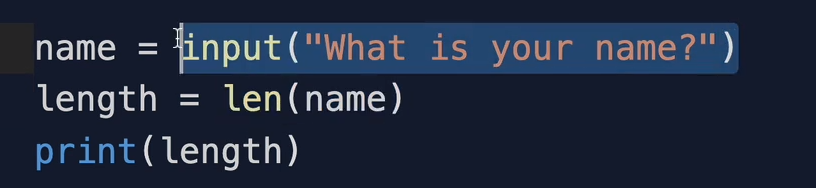 name = input("What is your name?")
length = len(name)
print(length)